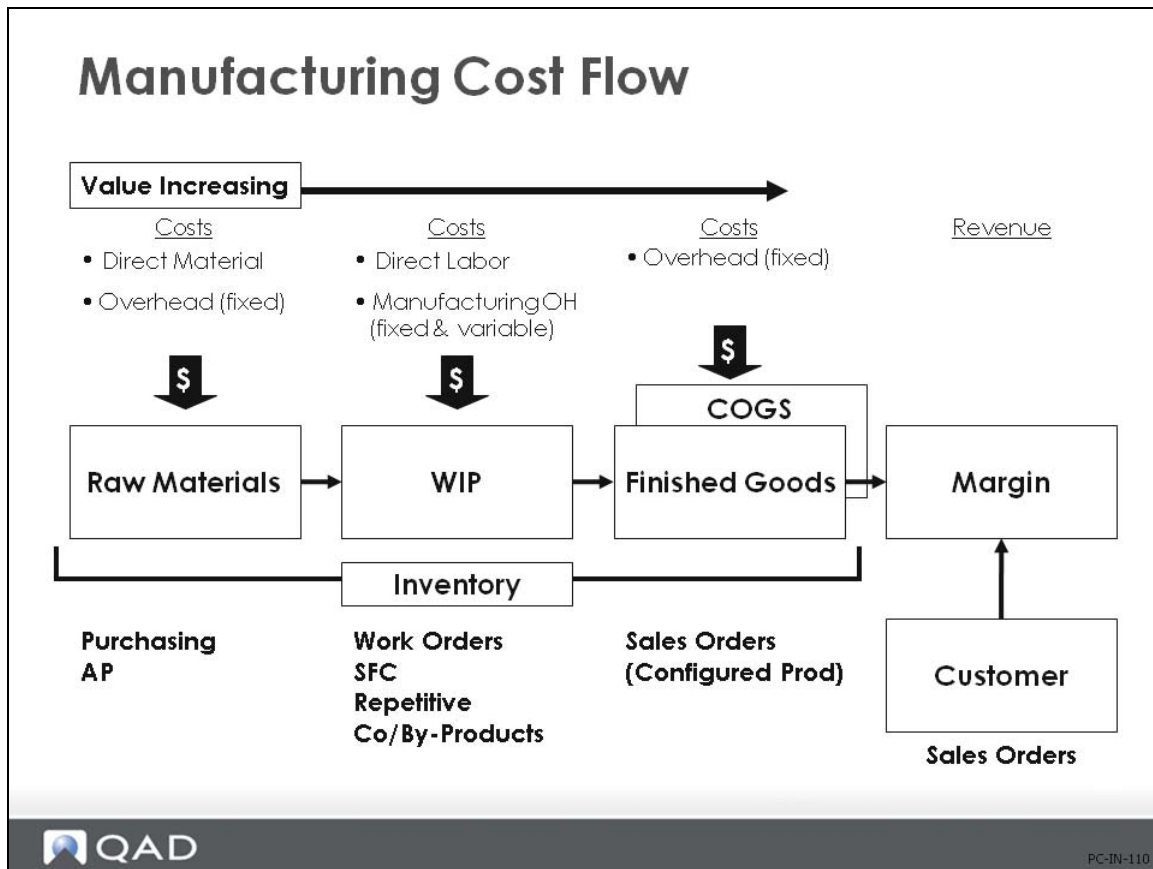 Manufacturing Cost Flow
Value Increasing
Costs
• Direct Material
• Overhead (fixed)
Costs
• Direct Labor
• Manufacturing OH
(fixed & variable)
Costs
• Overhead (fixed)
Revenue
$
$
$
COGS
Raw Materials
WIP
Finished Goods
Margin
Inventory
Purchasing
AP
Work Orders
SFC
Repetitive
Co/By-Products
Sales Orders
(Configured Prod)
Customer
Sales Orders
QAD
PC-IN-110